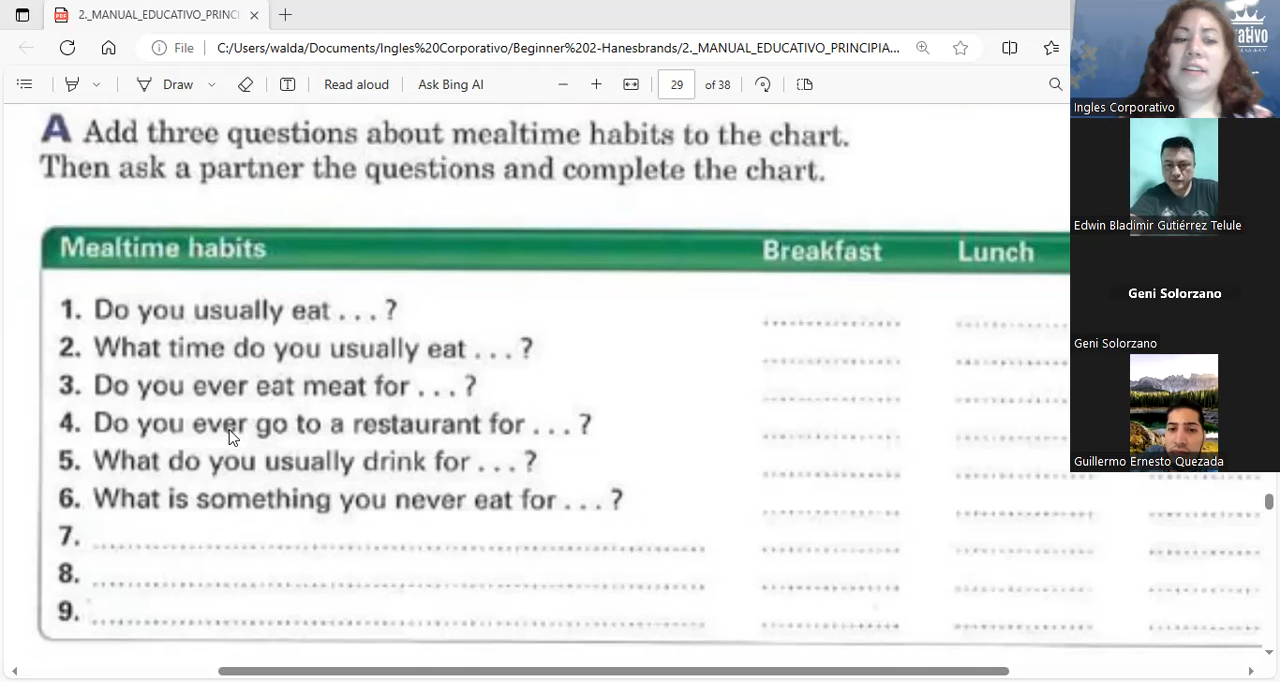 2._MANUAL_EDUCATIVO_PRINCI
File
C:/Users/walda/Documents/Ingles%20Corporativo/Beginner%202-Hanesbrands/2._MANUAL_EDUCATIVO_PRINCIPIA...
Draw
Read aloud
Ask Bing AI
29
of 38
A Add three questions about mealtime habits to the chart.
Then ask a partner the questions and complete the chart.
Mealtime habits Breakfast Lunch
1. Do you usually eat . . . ?
2. What time do you usually eat . . . ?
3. Do you ever eat meat for . . . ?
4. Do you ever go to a restaurant for . . . ?
5. What do you usually drink for . . . ?
6. What is something you never eat for . . . ?
7.
8.
9.
ativo
Ingles Corporativo
Edwin Bladimir Gutiérrez Telule
Geni Solorzano
Geni Solorzano
Guillermo Ernesto Quezada